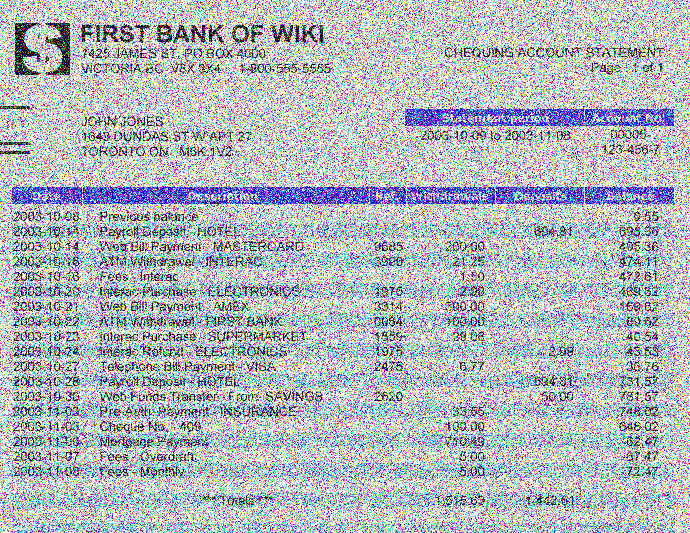 FIRST BANK OF WIKI
1425 JAMES ST, PO BOX 4000
VICTORIA BC V8X 3X4 1-800-555-5555
CHEQUING ACCOUNT STATEMENT
Page : 1 of 1
JOHN JONES
1643 DUNDAS ST W APT 27
TORONTO ON M6K 1V2
Statement period Account No.
2003-10-09 to 2003-11-08 00005-
123-456-7
Date Description Ref. Withdrawals Deposits Balance
2003-10-08 Previous balance 0.55
2003-10-14 Payroll Deposit - HOTEL 694.81 695.36
2003-10-14 Web Bill Payment - MASTERCARD 9685 200.00 495.36
2003-10-16 ATM Withdrawal - INTERAC 3990 21.25 474.11
2003-10-16 Fees - Interac 1.50 472.61
2003-10-20 Interac Purchase - ELECTRONICS 1975 2.99 469.62
2003-10-21 Web Bill Payment - AMEX 3314 300.00 169.62
2003-10-22 ATM Withdrawal - FIRST BANK 0064 100.00 69.62
2003-10-23 Interac Purchase - SUPERMARKET 1559 29.08 40.54
2003-10-24 Interac Refund - ELECTRONICS 1975 2.99 43.53
2003-10-27 Telephone Bill Payment - VISA 2475 6.77 36.76
2003-10-28 Payroll Deposit - HOTEL 694.81 731.57
2003-10-30 Web Funds Transfer - From SAVINGS 2620 50.00 781.57
2003-11-03 Pre-Auth. Payment - INSURANCE 33.55 748.02
2003-11-03 Cheque No. - 409 100.00 648.02
2003-11-06 Mortgage Payment 710.49 -62.47
2003-11-07 Fees - Overdraft 5.00 -67.47
2003-11-08 Fees - Monthly 5.00 -72.47
*** Totals *** 1,515.63 1,442.61